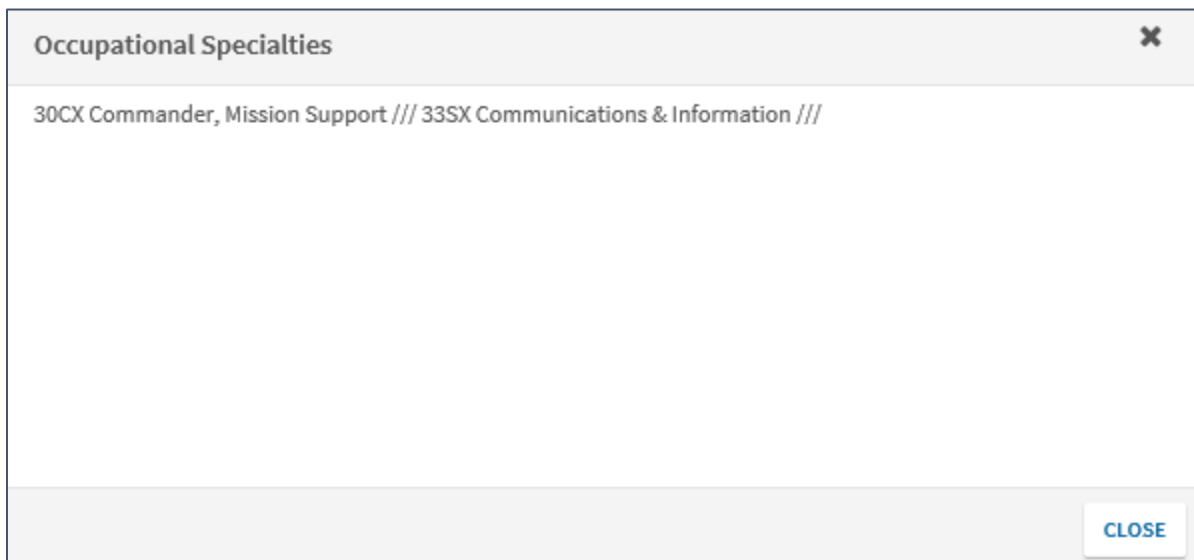 Occupational Specialties
30CX Commander, Mission Support /// 33SX Communications & Information ///
CLOSE